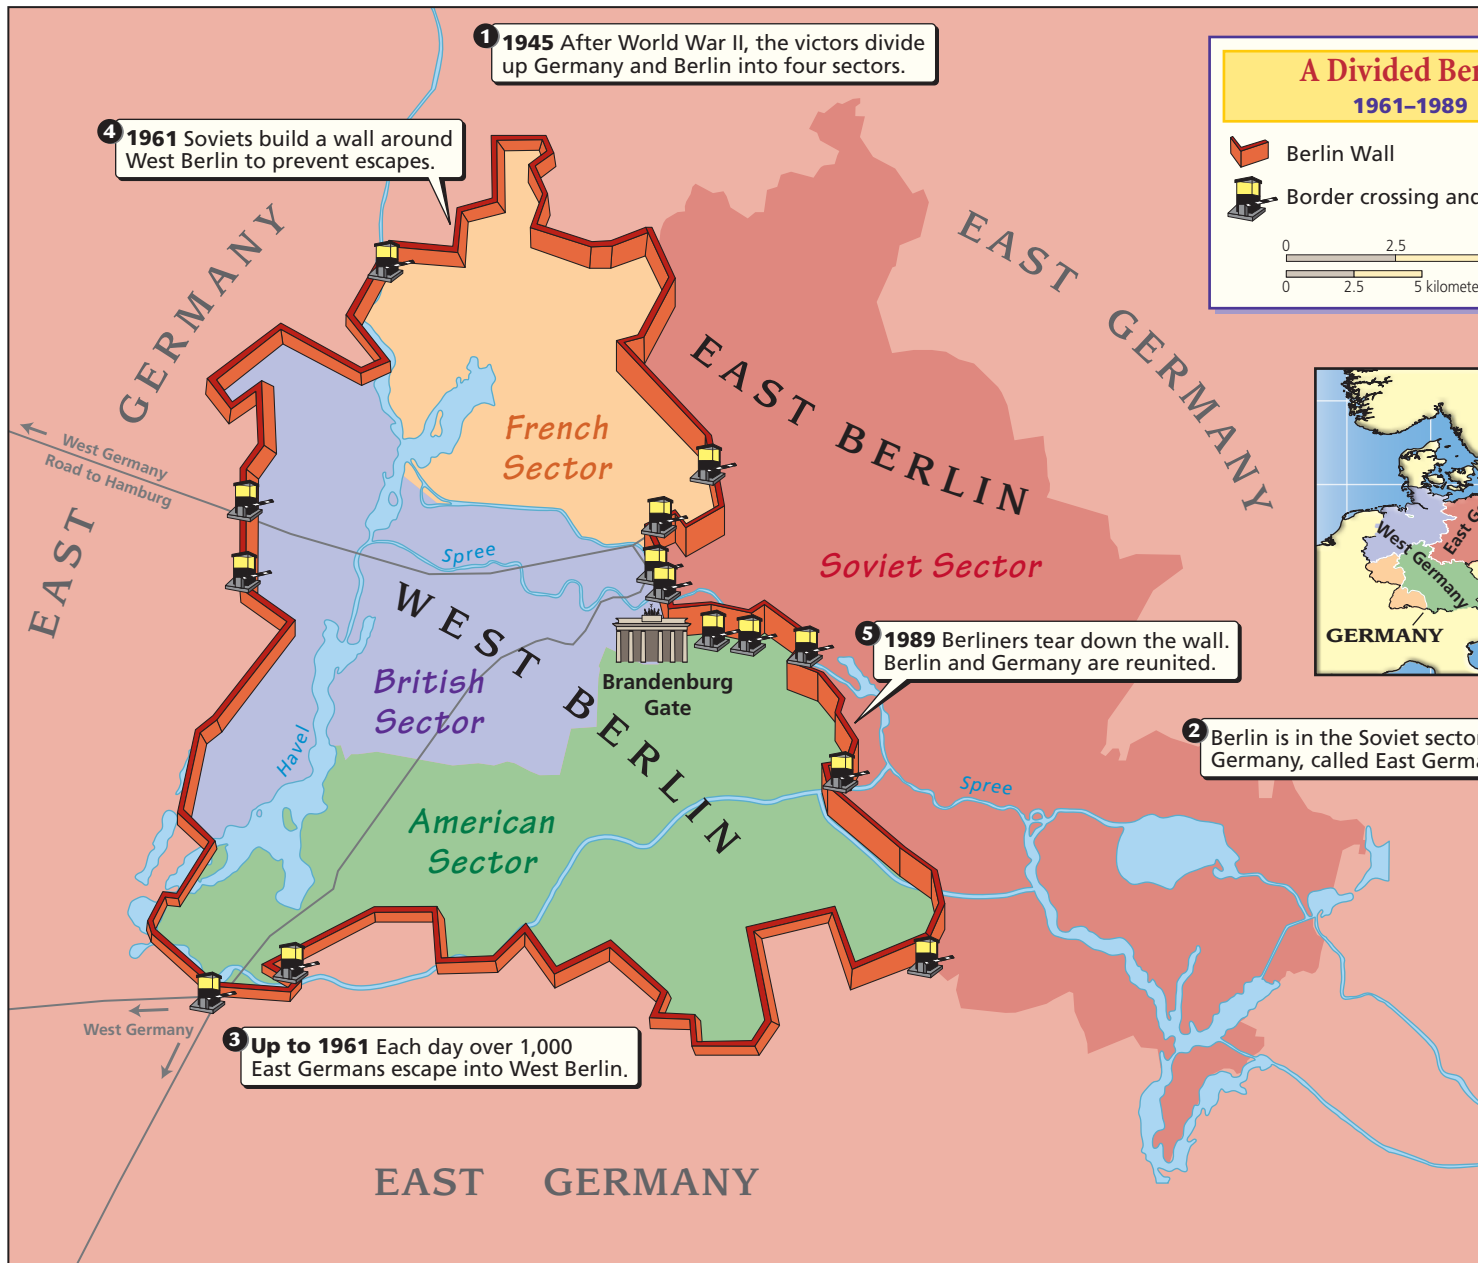 1 1945 After World War II, the victors divide
up Germany and Berlin into four sectors.
4 1961 Soviets build a wall around
West Berlin to prevent escapes.
A Divided
1961–1989
Berlin Wall
Border crossing
0 2.5
0 2.5 5
EAST GERMANY
EAST GERMANY
EAST BERLIN
French
Sector
West Germany
Road to Hamburg
Spree
Soviet Sector
WEST BERLIN
West Germany
East
GERMANY
5 1989 Berliners tear down the wall.
Berlin and Germany are reunited.
Brandenburg
Gate
British
Sector
Havel
2 Berlin is in the Soviet
Germany, called East
Spree
American
Sector
West Germany
3 Up to 1961 Each day over 1,000
East Germans escape into West Berlin.
EAST GERMANY